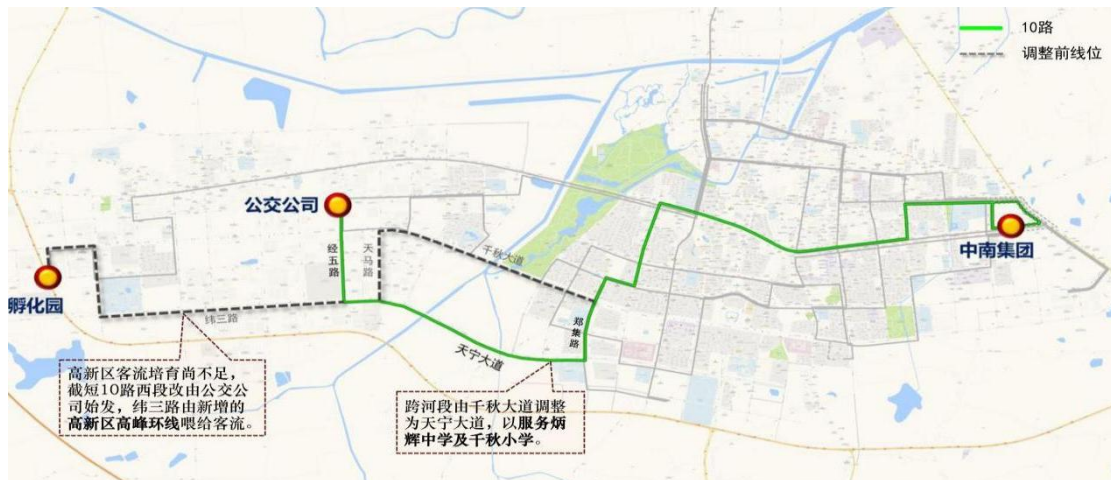 10路
调整前线位
公交公司
经五路
天马路
千秋大道
中南集团
孵化园
纬三路
郑集路
天宁大道
高新区客流培育尚不足，
截短10路西段改由公交公
司始发，纬三路由新增的
高新区高峰环线喂给客流。
跨河段由千秋大道调整
为天宁大道，以服务炳
辉中学及千秋小学。